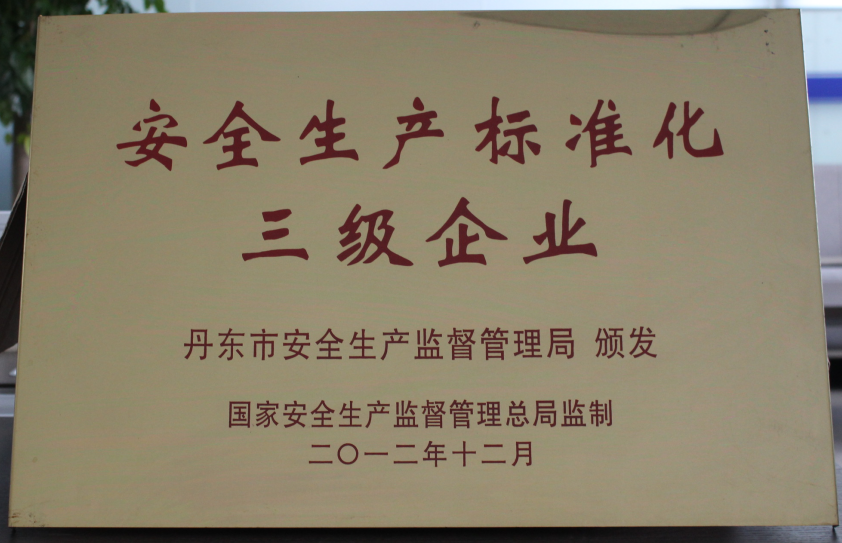 安全生产标准化
三级企业
丹东市安全生产监督管理局 颁发
国家安全生产监督管理总局监制
二〇一二年十二月